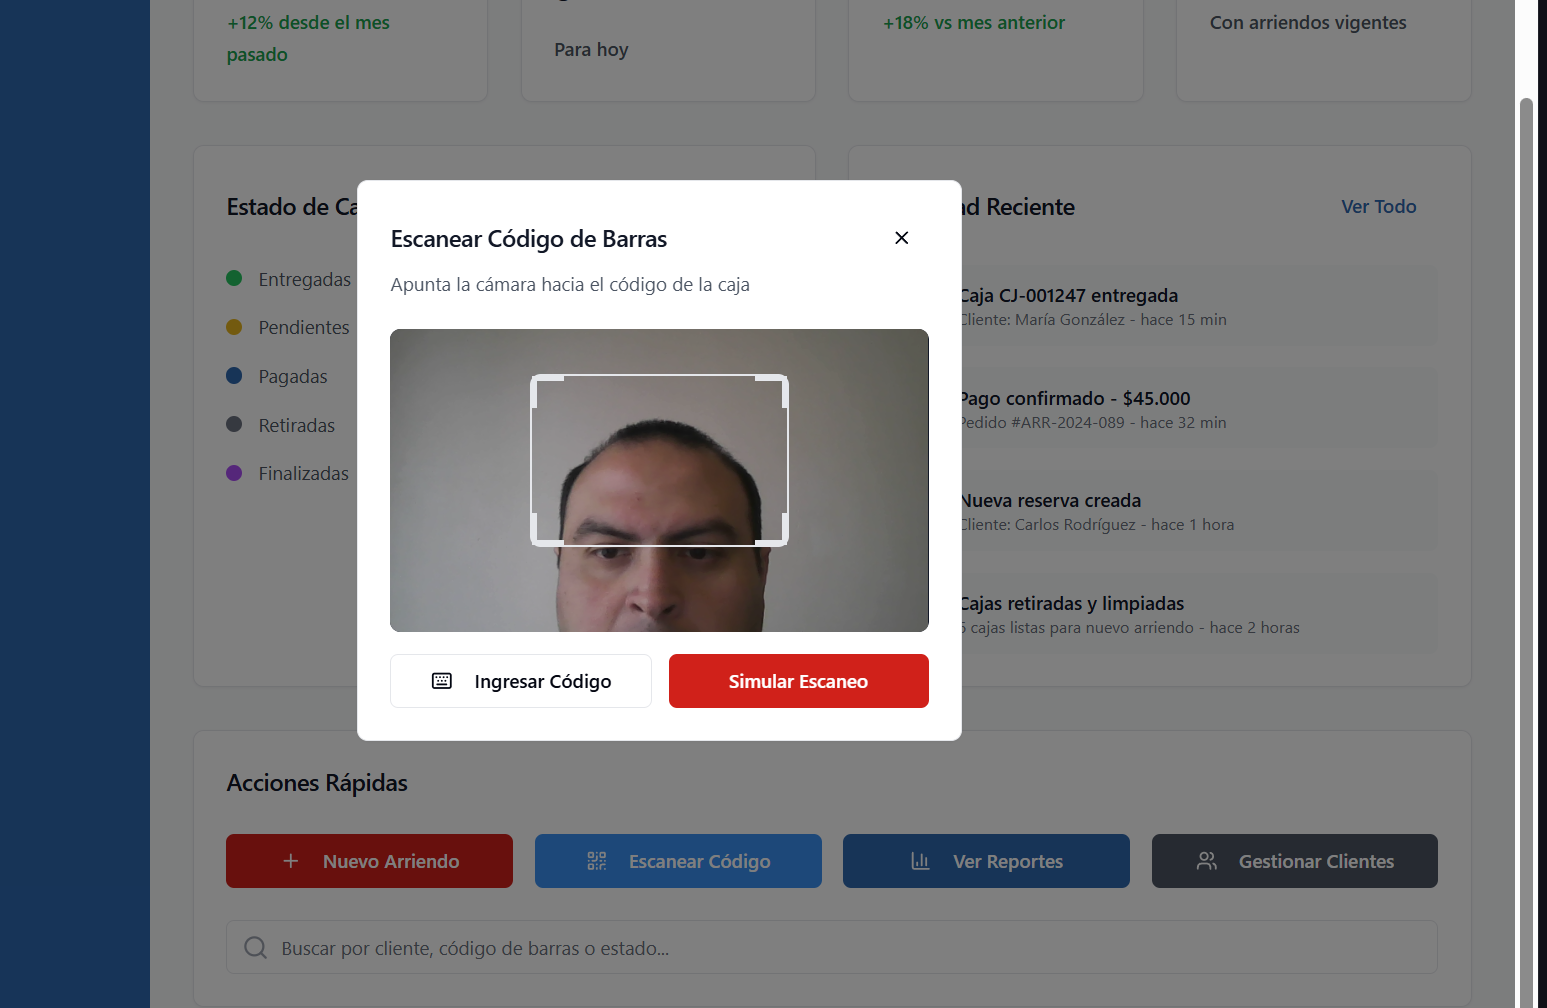 +12% desde el mes
pasado
Para hoy
+18% vs mes anterior
Con arriendos vigentes
Estado de Ca
Entregadas
Pendientes
Pagadas
Retiradas
Finalizadas
Escanear Código de Barras
Apunta la cámara hacia el código de la caja
Ingresar Código
Simular Escaneo
ad Reciente
Ver Todo
Caja CJ-001247 entregada
Cliente: María González - hace 15 min
Pago confirmado - $45.000
Pedido #ARR-2024-089 - hace 32 min
Nueva reserva creada
Cliente: Carlos Rodríguez - hace 1 hora
Cajas retiradas y limpiadas
cajas listas para nuevo arriendo - hace 2 horas
Acciones Rápidas
Nuevo Arriendo
Escanear Código
Ver Reportes
Gestionar Clientes
Buscar por cliente, código de barras o estado...